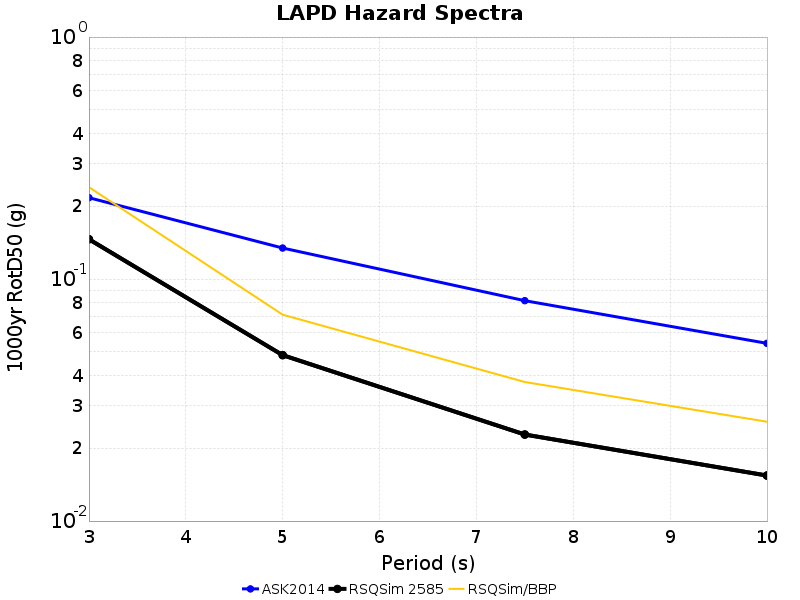 LAPD Hazard Spectra
10^0
8
6
4
3
2
10^-1
8
6
4
3
2
10^-2
1000yr RotD50 (g)
3 4 5 6 7 8 9 10
Period (s)
ASK2014 RSQSim 2585 RSQSim/BBP